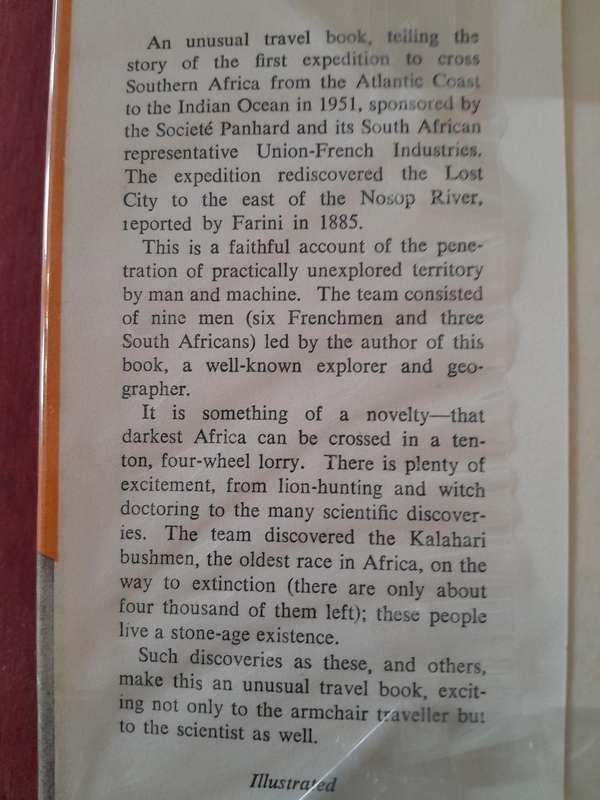 An unusual travel book, telling the
story of the first expedition to cross
Southern Africa from the Atlantic Coast
to the Indian Ocean in 1951, sponsored by
the Societé Panhard and its South African
representative Union-French Industries.
The expedition rediscovered the Lost
City to the east of the Nosop River,
reported by Farini in 1885.
This is a faithful account of the pene-
tration of practically unexplored territory
by man and machine. The team consisted
of nine men (six Frenchmen and three
South Africans) led by the author of this
book, a well-known explorer and geo-
grapher.
It is something of a novelty—that
darkest Africa can be crossed in a ten-
ton, four-wheel lorry. There is plenty of
excitement, from lion-hunting and witch
doctoring to the many scientific discover-
ies. The team discovered the Kalahari
bushmen, the oldest race in Africa, on the
way to extinction (there are only about
four thousand of them left); these people
live a stone-age existence.
Such discoveries as these, and others,
make this an unusual travel book, excit-
ing not only to the armchair traveller but
to the scientist as well.
Illustrated